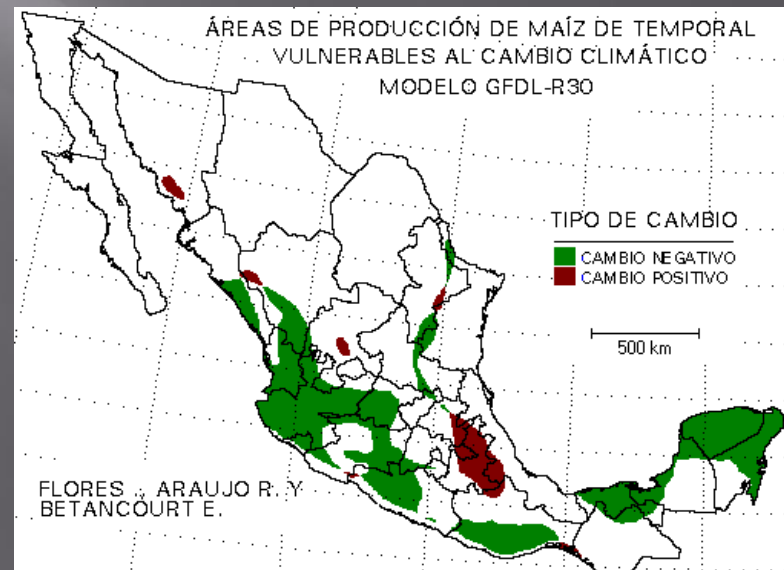 ÁREAS DE PRODUCCIÓN DE MAÍZ DE TEMPORAL
VULNERABLES AL CAMBIO CLIMÁTICO
MODELO GFDL-R30
TIPO DE CAMBIO
CAMBIO NEGATIVO
CAMBIO POSITIVO
500 km
FLORES , ARAUJO R. Y
BETANCOURT E.